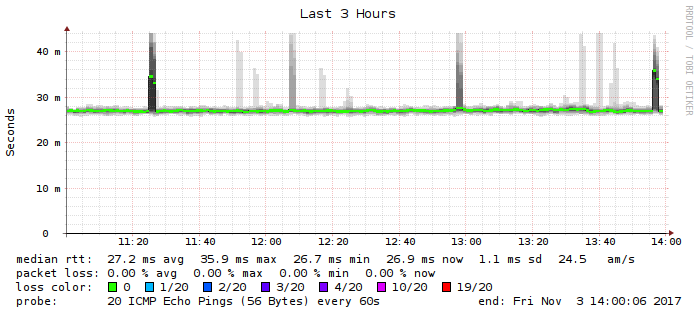 Last 3 Hours
RRDTOOL / TOBI OETIKER
40 m
30 m
20 m
10 m
0
Seconds
11:20 11:40 12:00 12:20 12:40 13:00 13:20 13:40 14:00
median rtt: 27.2 ms avg 35.9 ms max 26.7 ms min 26.9 ms now 1.1 ms sd 24.5 am/s
packet loss: 0.00 % avg 0.00 % max 0.00 % min 0.00 % now
loss color: 0 1/20 2/20 3/20 4/20 10/20 19/20
probe: 20 ICMP Echo Pings (56 Bytes) every 60s end: Fri Nov 3 14:00:06 2017